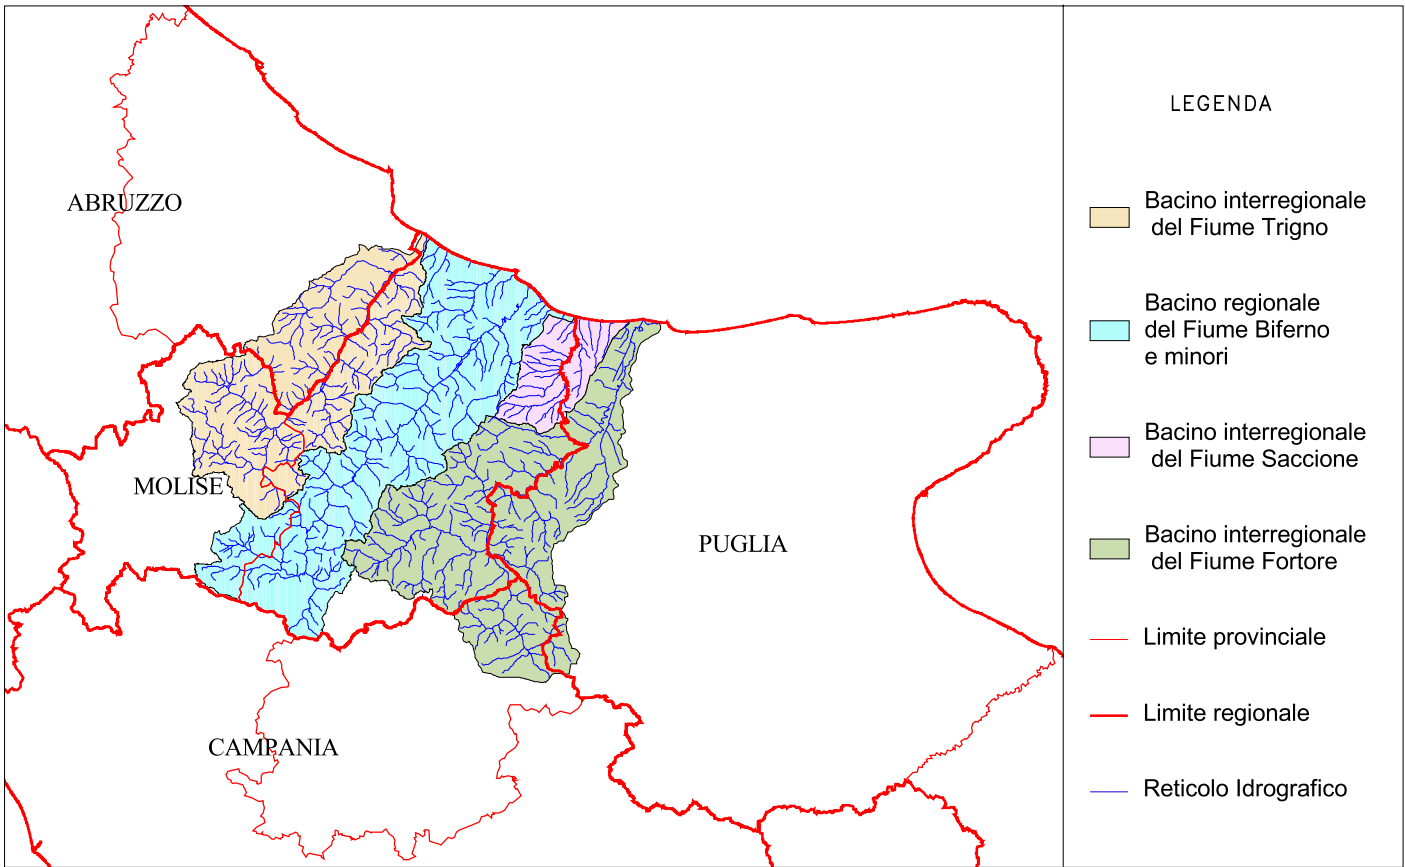 ABRUZZO
MOLISE
PUGLIA
CAMPANIA
LEGENDA
Bacino interregionale
del Fiume Trigno
Bacino regionale
del Fiume Biferno
e minori
Bacino interregionale
del Fiume Saccione
Bacino interregionale
del Fiume Fortore
Limite provinciale
Limite regionale
Reticolo Idrografico